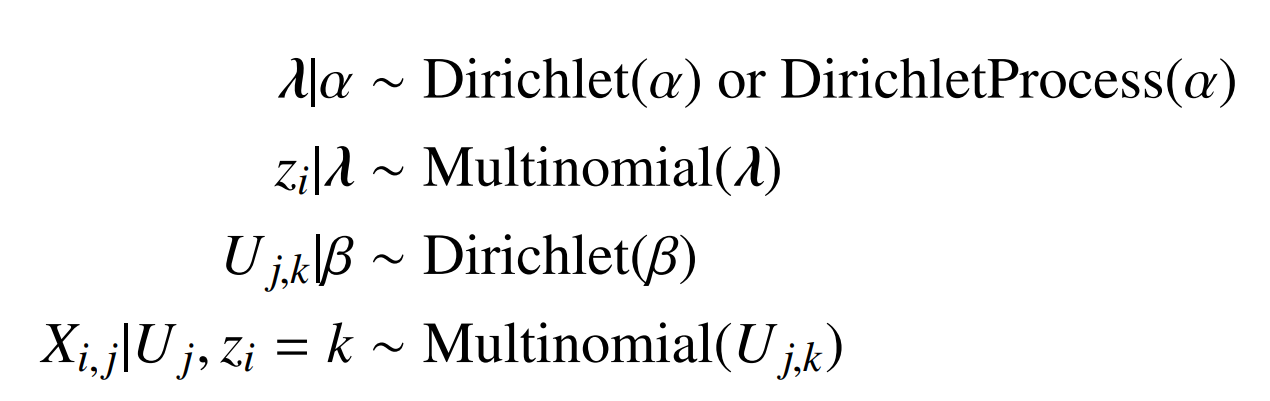 λ|α ∼ Dirichlet(α) or DirichletProcess(α)
z_i|λ ∼ Multinomial(λ)
U_{j,k}|β ∼ Dirichlet(β)
X_{i,j}|U_j, z_i = k ∼ Multinomial(U_{j,k})